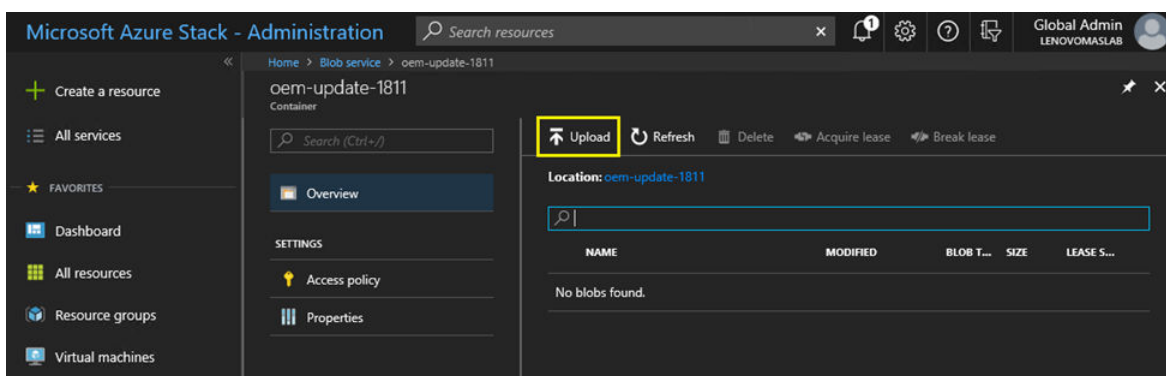 Microsoft Azure Stack - Administration
Search resources
1
Global Admin
LENOVOMASLAB
Home > Blob service > oem-update-1811
Create a resource
All services
FAVORITES
Dashboard
All resources
Resource groups
Virtual machines
oem-update-1811
Container
Search (Ctrl+/)
Overview
SETTINGS
Access policy
Properties
Upload Refresh Delete Acquire lease Break lease
Location: oem-update-1811
NAME MODIFIED BLOB T... SIZE LEASE S...
No blobs found.